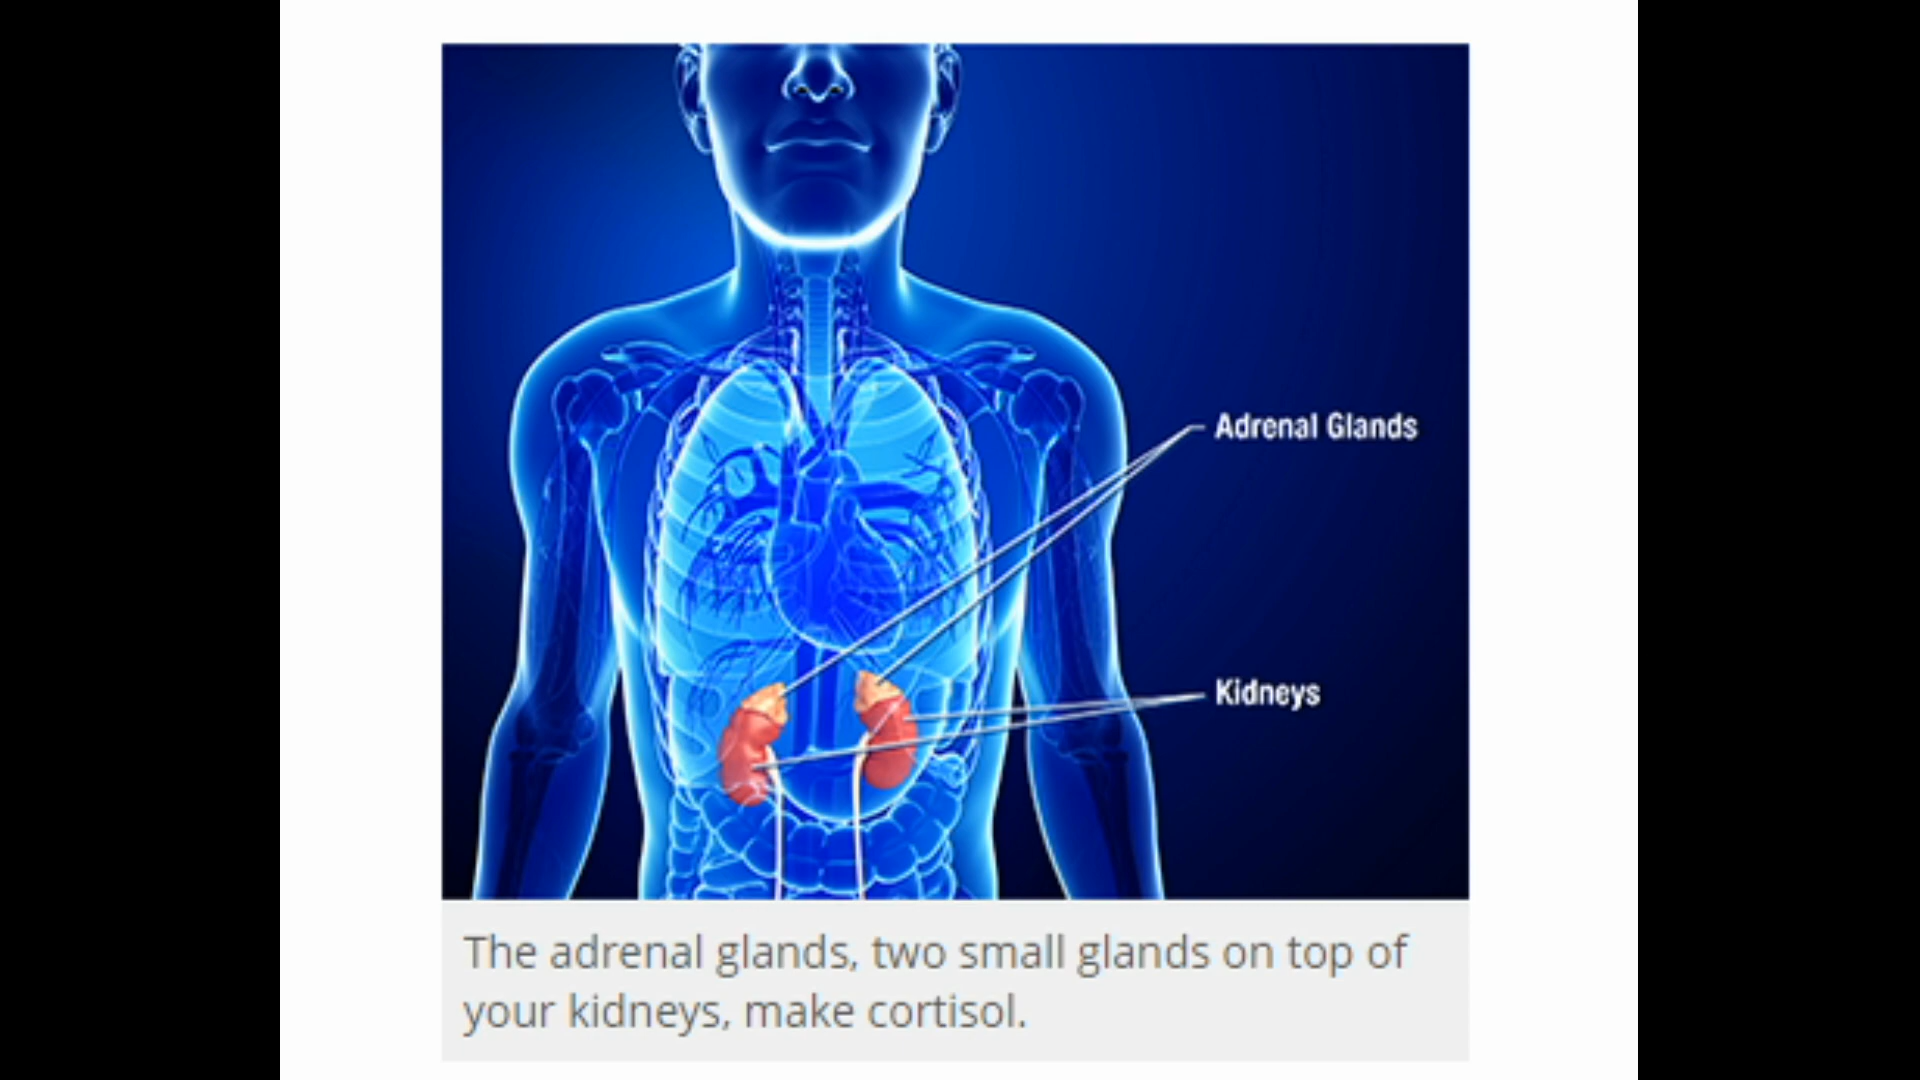 Adrenal Glands
Kidneys
The adrenal glands, two small glands on top of
your kidneys, make cortisol.